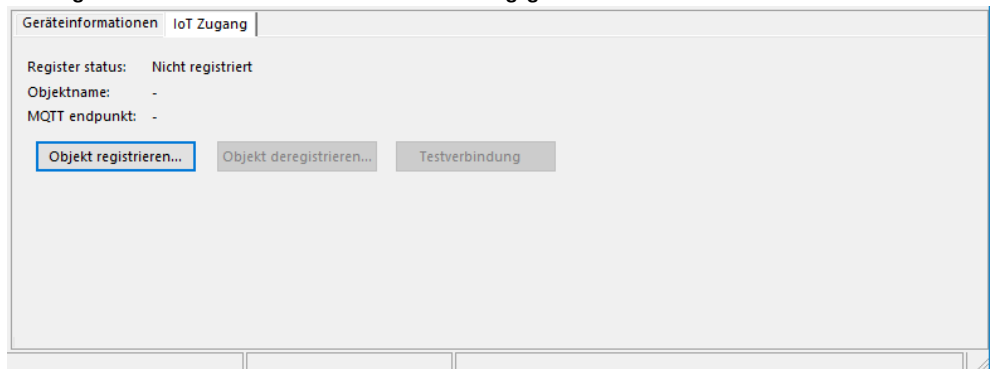 Geräteinformationen IoT Zugang
Register status: Nicht registriert
Objektname: -
MQTT endpunkt: -
Objekt registrieren... Objekt deregistrieren... Testverbindung